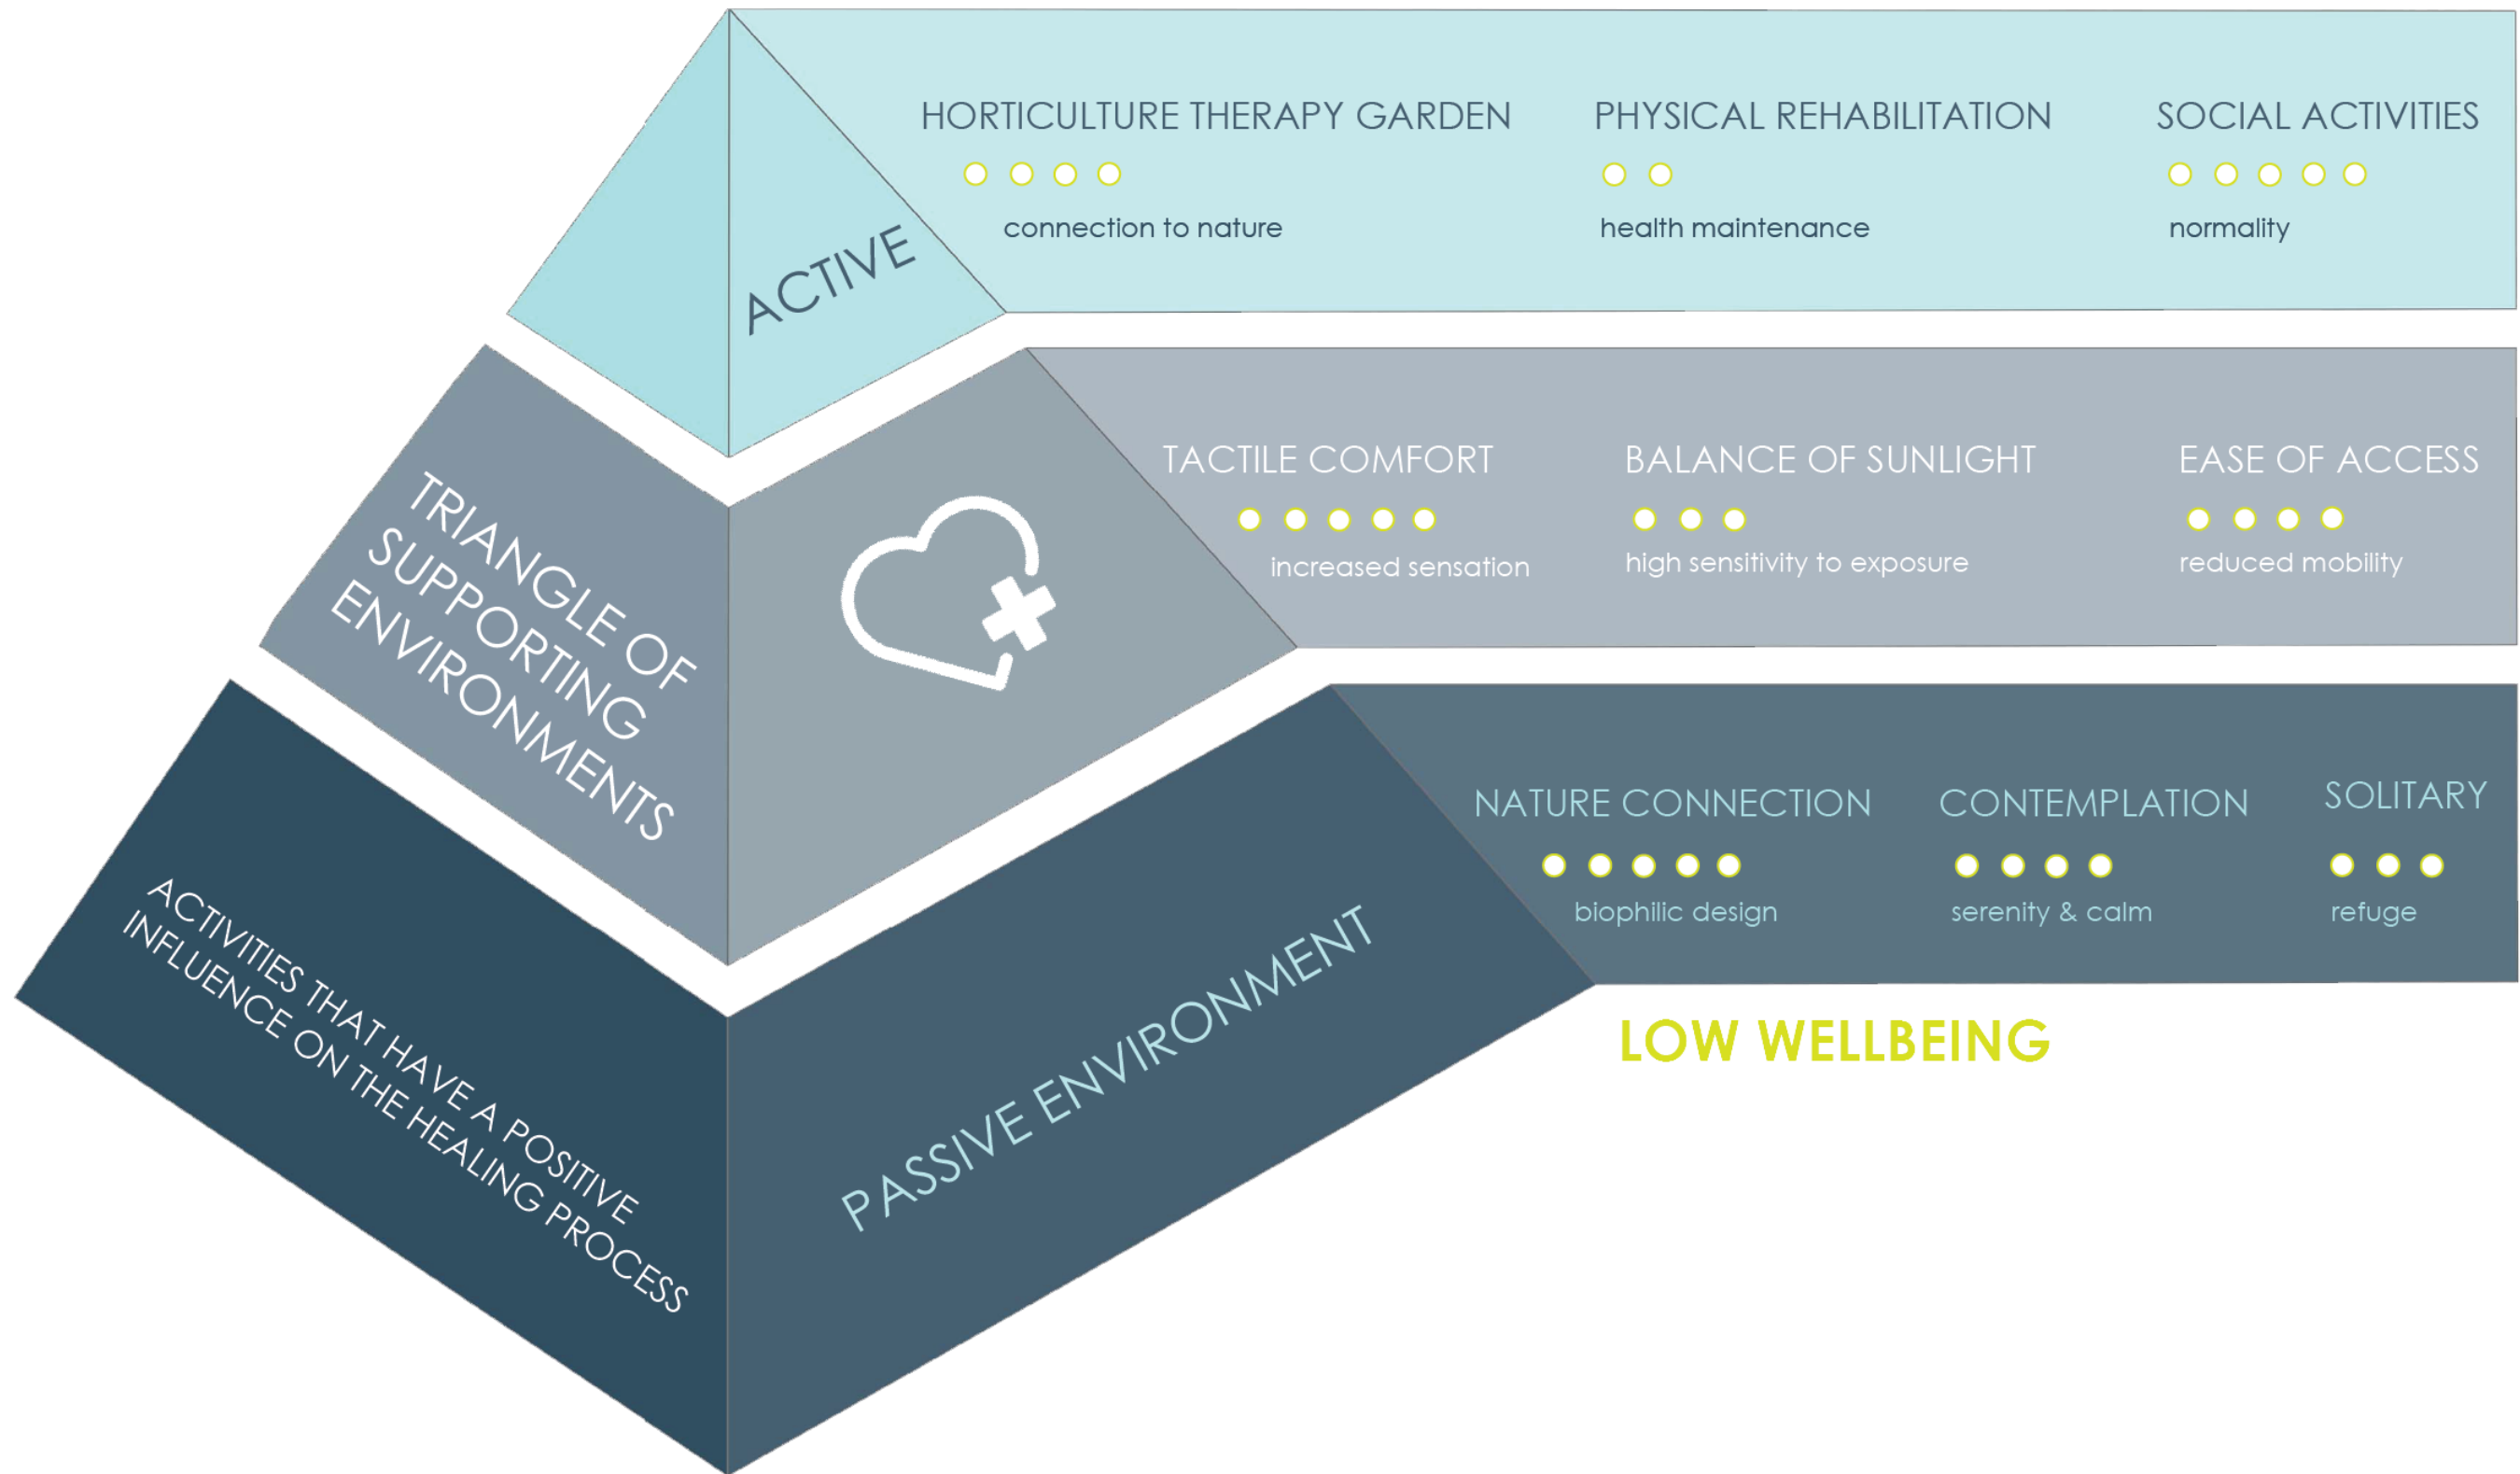 HORTICULTURE THERAPY GARDEN
connection to nature
PHYSICAL REHABILITATION
health maintenance
SOCIAL ACTIVITIES
normality
ACTIVE
TRIANGLE OF
SUPPORTING
ENVIRONMENTS
TACTILE COMFORT
increased sensation
BALANCE OF SUNLIGHT
high sensitivity to exposure
EASE OF ACCESS
reduced mobility
ACTIVITIES THAT HAVE A POSITIVE
INFLUENCE ON THE HEALING PROCESS
PASSIVE ENVIRONMENT
NATURE CONNECTION
biophilic design
CONTEMPLATION
serenity & calm
SOLITARY
refuge
LOW WELLBEING